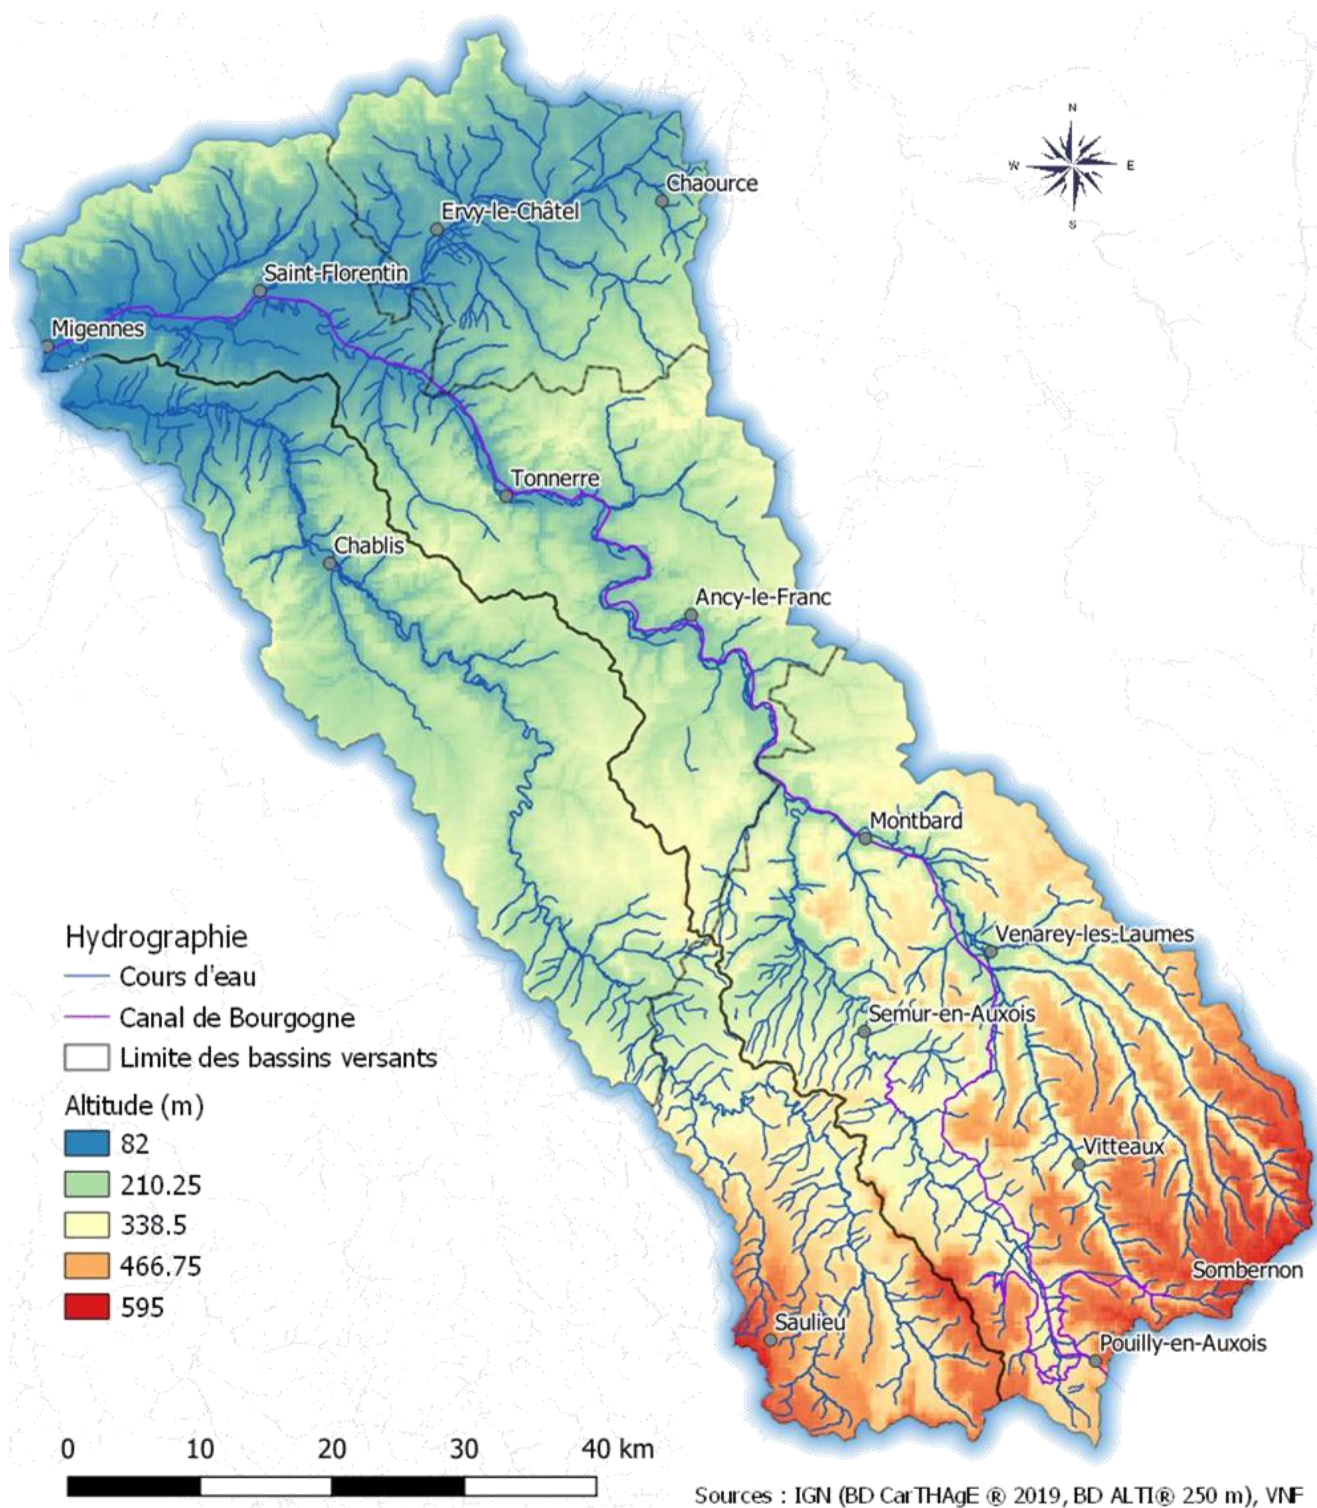 N
W
E
S
Chaource
Ervy-le-Châtel
Saint-Florentin
Migennes
Tonnerre
Chablis
Ancy-le-Franc
Montbard
Venarey-les-Laumes
Semur-en-Auxois
Vitteaux
Sombernon
Saulieu
Pouilly-en-Auxois
Hydrographie
Cours d'eau
Canal de Bourgogne
Limite des bassins versants
Altitude (m)
82
210.25
338.5
466.75
595
0 10 20 30 40 km
Sources : IGN (BD CarTHAgE ® 2019, BD ALTI® 250 m), VNF